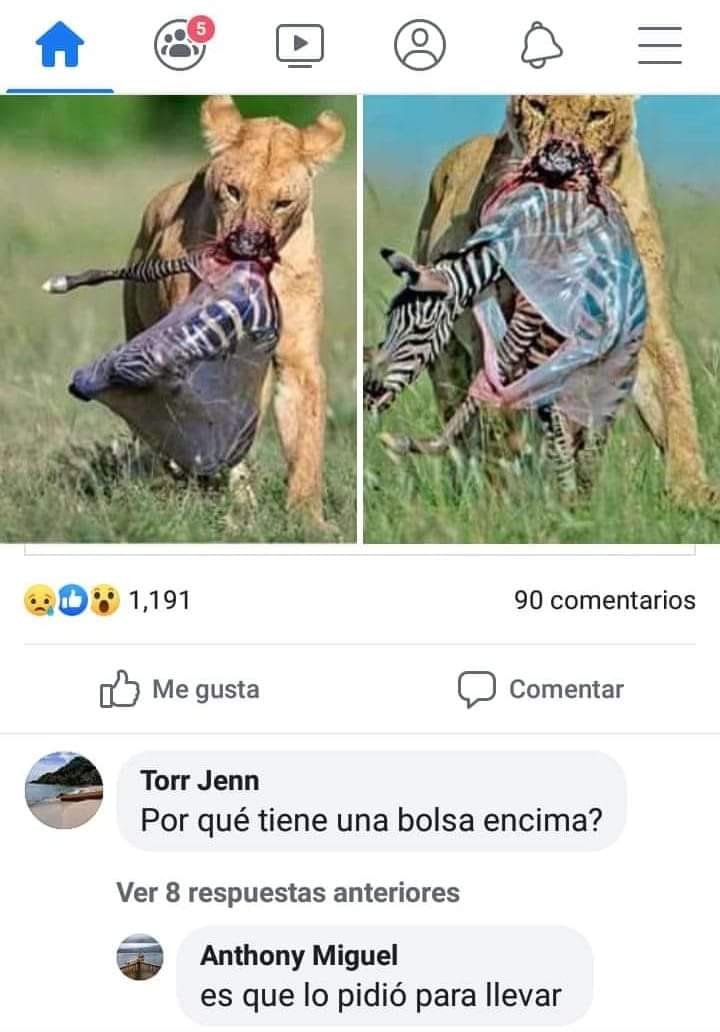 5
1,191
90 comentarios
Me gusta
Comentar
Torr Jenn
Por qué tiene una bolsa encima?
Ver 8 respuestas anteriores
Anthony Miguel
es que lo pidió para llevar